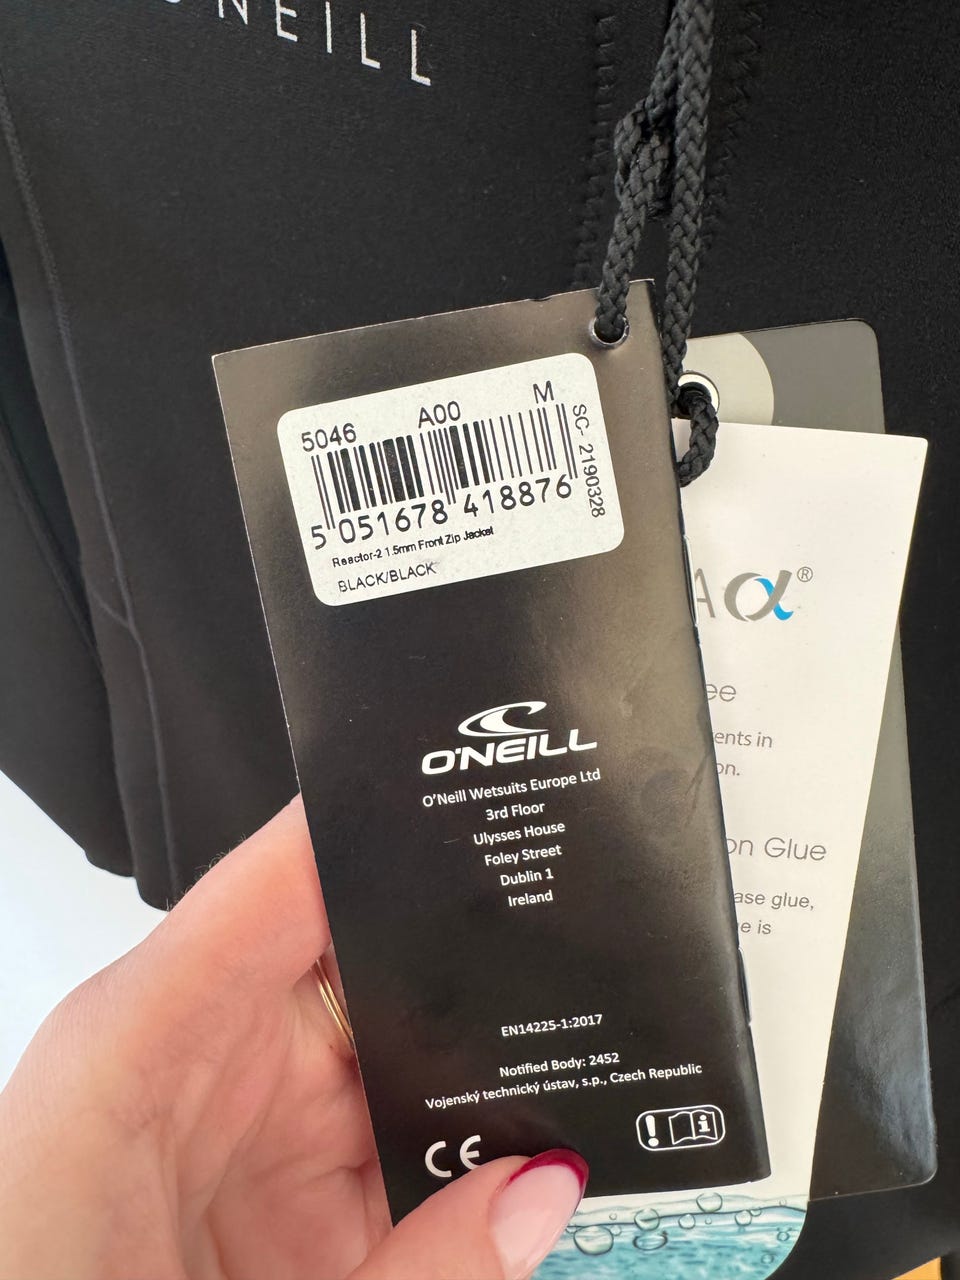 NEILL
5046 A00 M
5 051678 418876
SC- 2190328
Reactor-2 1.5mm Front Zip Jacket
BLACK/BLACK
O'NEILL
O'Neill Wetsuits Europe Ltd
3rd Floor
Ulysses House
Foley Street
Dublin 1
Ireland
EN14225-1:2017
Notified Body: 2452
Vojenský technický ústav, s.p., Czech Republic
CE
! i
Aα®
ee
ents in
on.
on Glue
ase glue,
e is